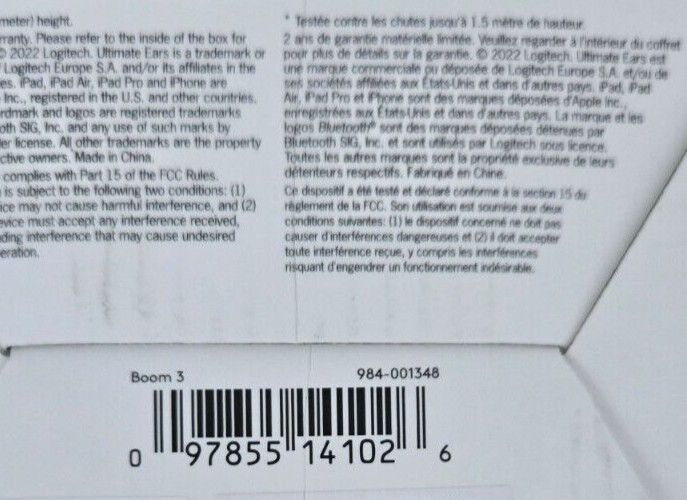 meter) height.
ranty. Please refer to the inside of the box for
© 2022 Logitech. Ultimate Ears is a trademark or
Logitech Europe S.A. and/or its affiliates in the
es. iPad, iPad Air, iPad Pro and iPhone are
Inc., registered in the U.S. and other countries.
rdmark and logos are registered trademarks
oth SIG, Inc. and any use of such marks by
er license. All other trademarks are the property
ctive owners. Made in China.
complies with Part 15 of the FCC Rules.
is subject to the following two conditions: (1)
ice may not cause harmful interference, and (2)
evice must accept any interference received,
ding interference that may cause undesired
eration.
* Testée contre les chutes jusqu'à 1.5 mètre de hauteur.
2 ans de garantie matérielle limitée. Veuillez regarder à l'intérieur du coffret
pour plus de détails sur la garantie. © 2022 Logitech. Ultimate Ears est
une marque commerciale ou déposée de Logitech Europe S.A. et/ou de
ses sociétés affiliées aux États-Unis et dans d'autres pays. iPad, iPad
Air, iPad Pro et iPhone sont des marques déposées d'Apple Inc.,
enregistrées aux États-Unis et dans d'autres pays. La marque et les
logos Bluetooth® sont des marques déposées détenues par
Bluetooth SIG, Inc. et sont utilisés par Logitech sous licence.
Toutes les autres marques sont la propriété exclusive de leurs
détenteurs respectifs. Fabriqué en Chine.
Ce dispositif a été testé et déclaré conforme à la section 15 du
règlement de la FCC. Son utilisation est soumise aux deux
conditions suivantes: (1) le dispositif concerné ne doit pas
causer d'interférences dangereuses et (2) il doit accepter
toute interférence reçue, y compris les interférences
risquant d'engendrer un fonctionnement indésirable.
Boom 3 984-001348
0 97855 14102 6